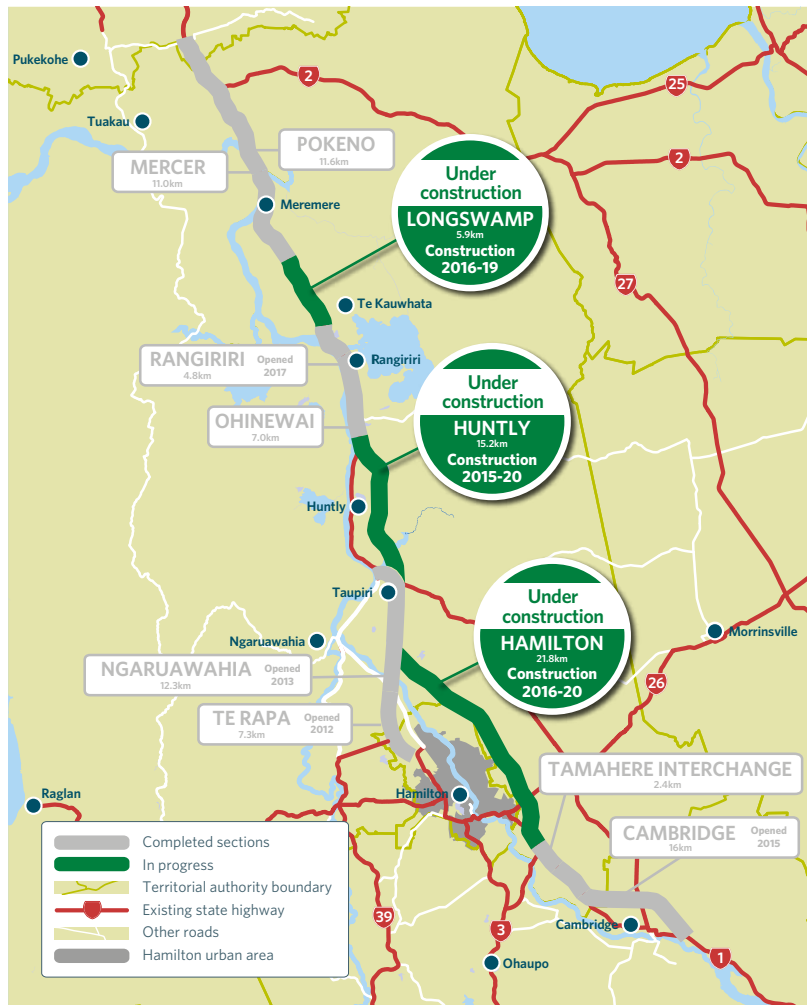 Pukekohe
2
25
Tuakau
POKENO
11.6km
MERCER
11.0km
Under
construction
LONGSWAMP
5.9km
Construction
2016-19
2
Meremere
27
Te Kauwhata
RANGIRIRI Opened
2017
4.8km
Rangiriri
Under
construction
HUNTLY
15.2km
Construction
2015-20
OHINEWAI
7.0km
Huntly
Taupiri
Under
construction
HAMILTON
21.8km
Construction
2016-20
Morrinsville
Ngaruawahia
NGARUAWAHIA Opened
2013
12.3km
26
TE RAPA Opened
2012
7.3km
TAMAHERE INTERCHANGE
2.4km
Raglan
Hamilton
CAMBRIDGE Opened
2015
16km
Completed sections
In progress
Territorial authority boundary
Existing state highway
Other roads
Hamilton urban area
39
3
Cambridge
1
Ohaupo